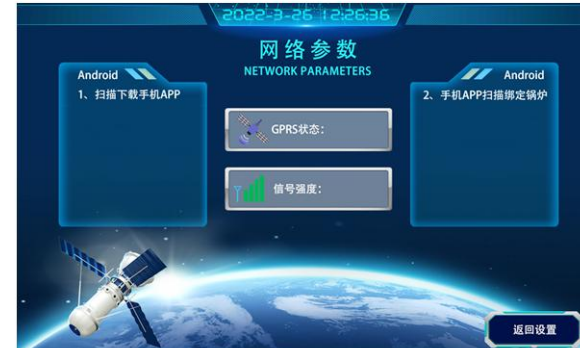 2022-3-26 12:26:36
网络参数
NETWORK PARAMETERS
Android
1、扫描下载手机APP
Android
2、手机APP扫描绑定锅炉
GPRS状态:
信号强度:
返回设置